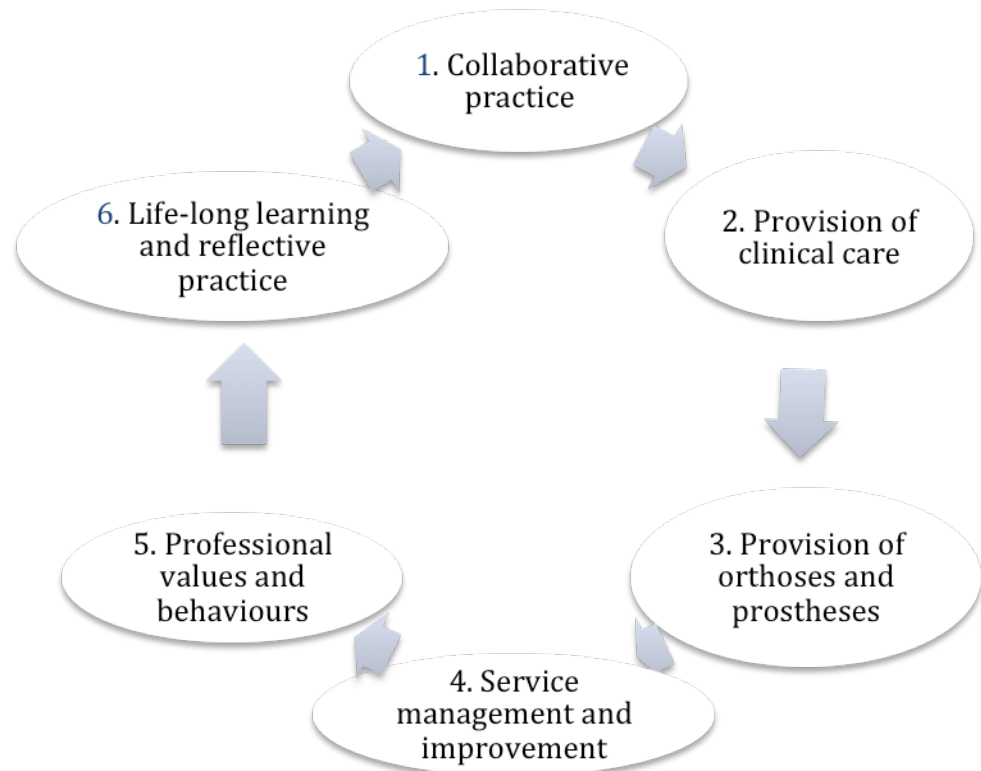 1. Collaborative
practice
2. Provision of
clinical care
3. Provision of
orthoses and
prostheses
4. Service
management and
improvement
5. Professional
values and
behaviours
6. Life-long learning
and reflective
practice